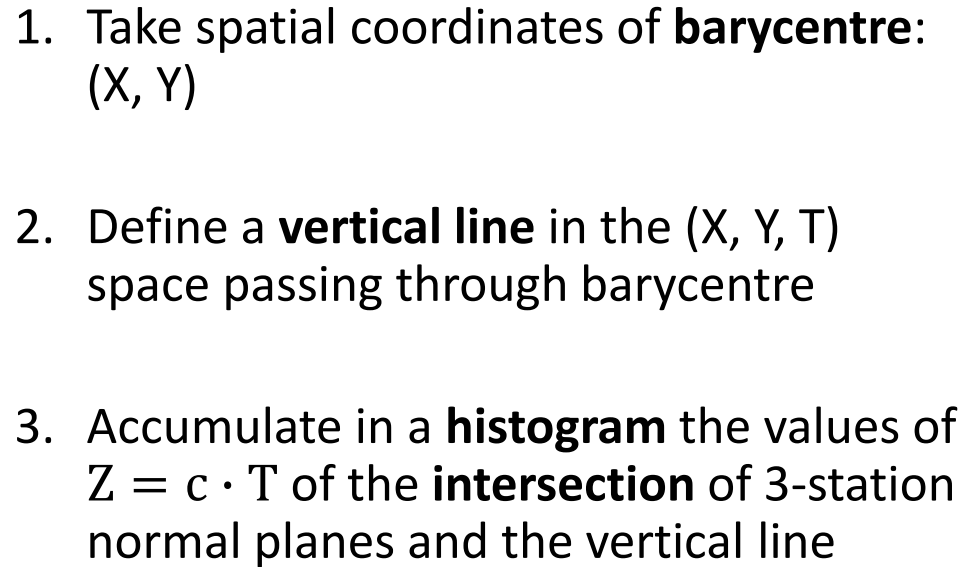 1. Take spatial coordinates of barycentre:
(X, Y)
2. Define a vertical line in the (X, Y, T)
space passing through barycentre
3. Accumulate in a histogram the values of
Z = c · T of the intersection of 3-station
normal planes and the vertical line